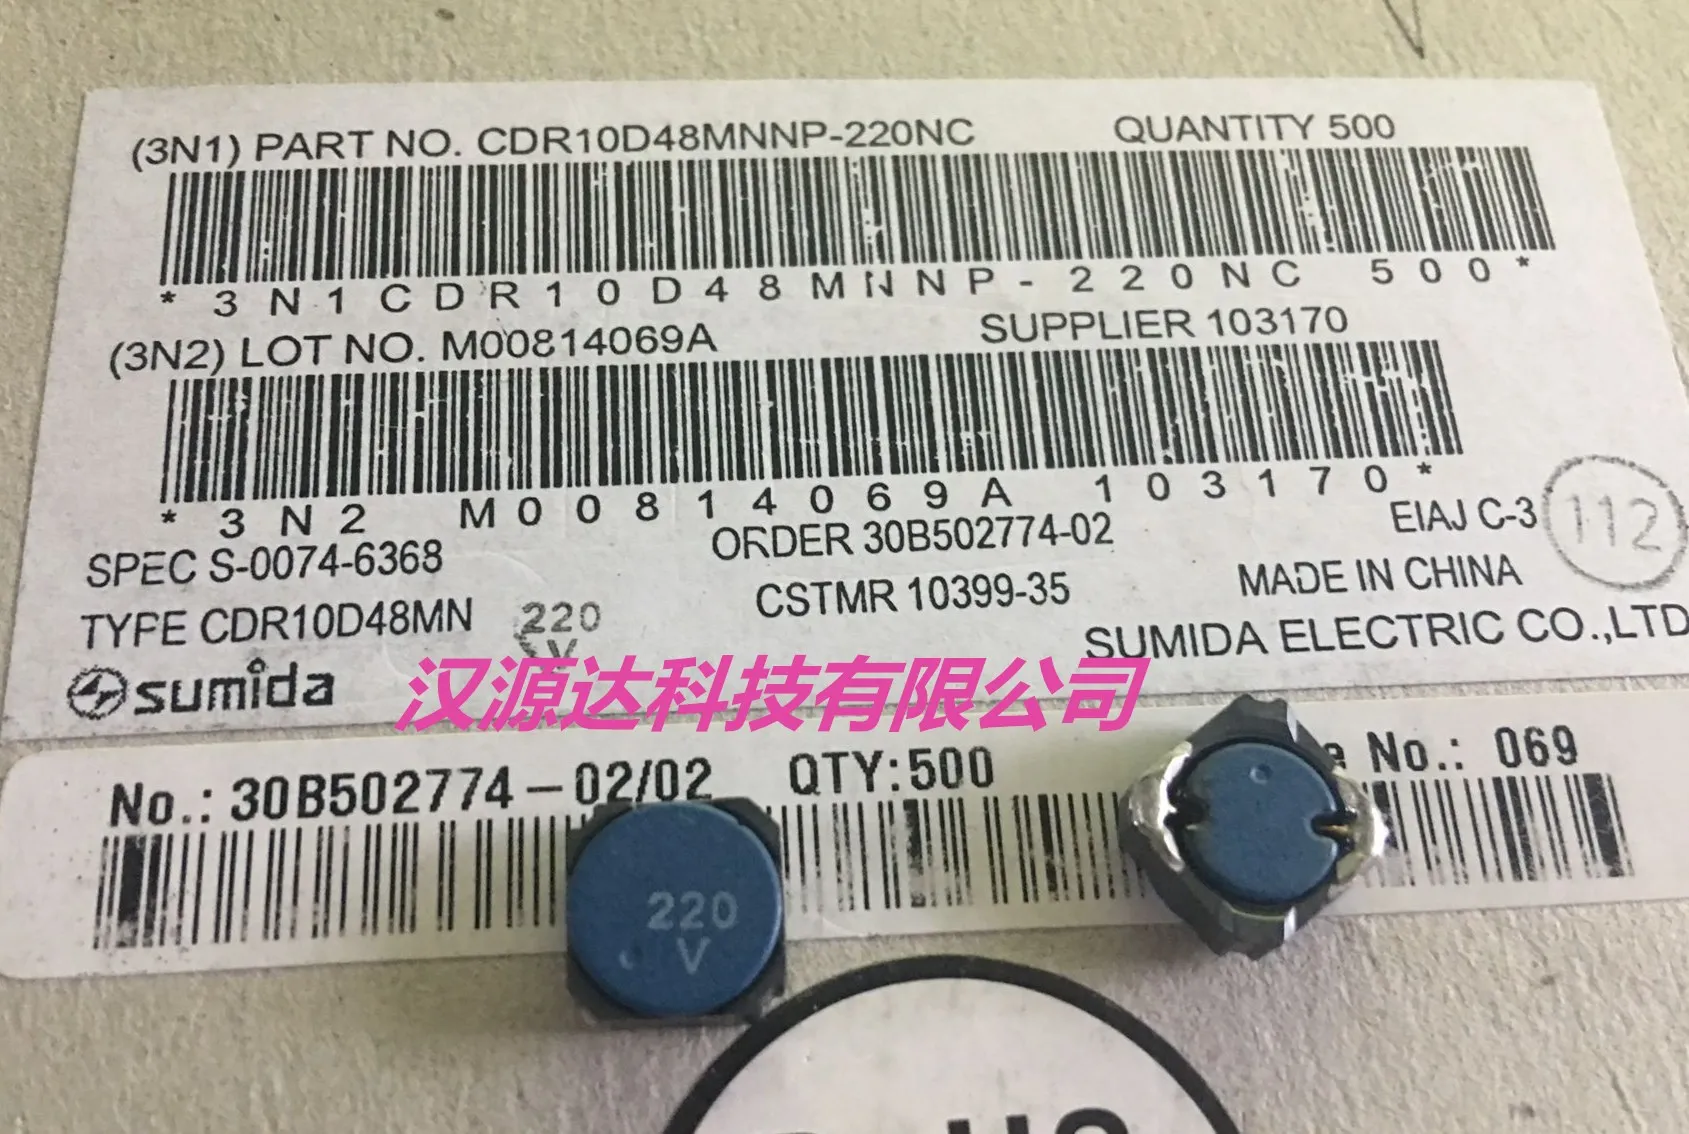 (3N1) PART NO. CDR10D48MNNP-220NC QUANTITY 500
* 3 N 1 C D R 1 0 D 4 8 M N N P - 2 2 0 N C 5 0 0 *
(3N2) LOT NO. M00814069A SUPPLIER 103170
* 3 N 2 M 0 0 8 1 4 0 6 9 A 1 0 3 1 7 0 *
SPEC S-0074-6368 ORDER 30B502774-02 EIAJ C-3 112
TYPE CDR10D48MN 220 CSTMR 10399-35 MADE IN CHINA
V
sumida SUMIDA ELECTRIC CO.,LTD
汉源达科技有限公司
No.: 30B502774-02/02 QTY:500 No.: 069
220
V